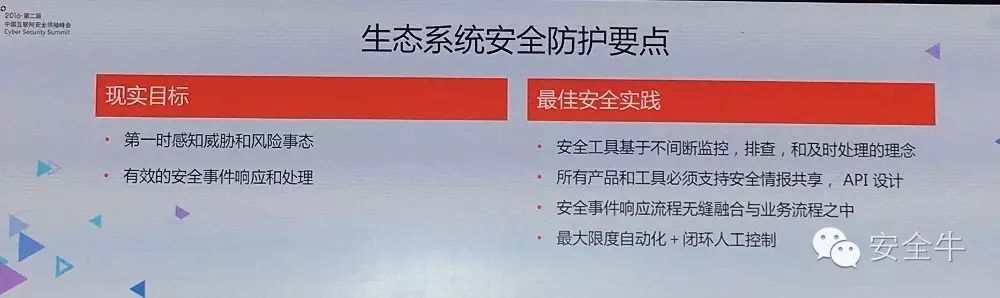 2016·第二届
中国互联网安全领袖峰会
Cyber Security Summit
生态系统安全防护要点
现实目标
• 第一时感知威胁和风险事态
• 有效的安全事件响应和处理
最佳安全实践
• 安全工具基于不间断监控，排查，和及时处理的理念
• 所有产品和工具必须支持安全情报共享， API 设计
• 安全事件响应流程无缝融合与业务流程之中
• 最大限度自动化 + 闭环人工控制
安全牛